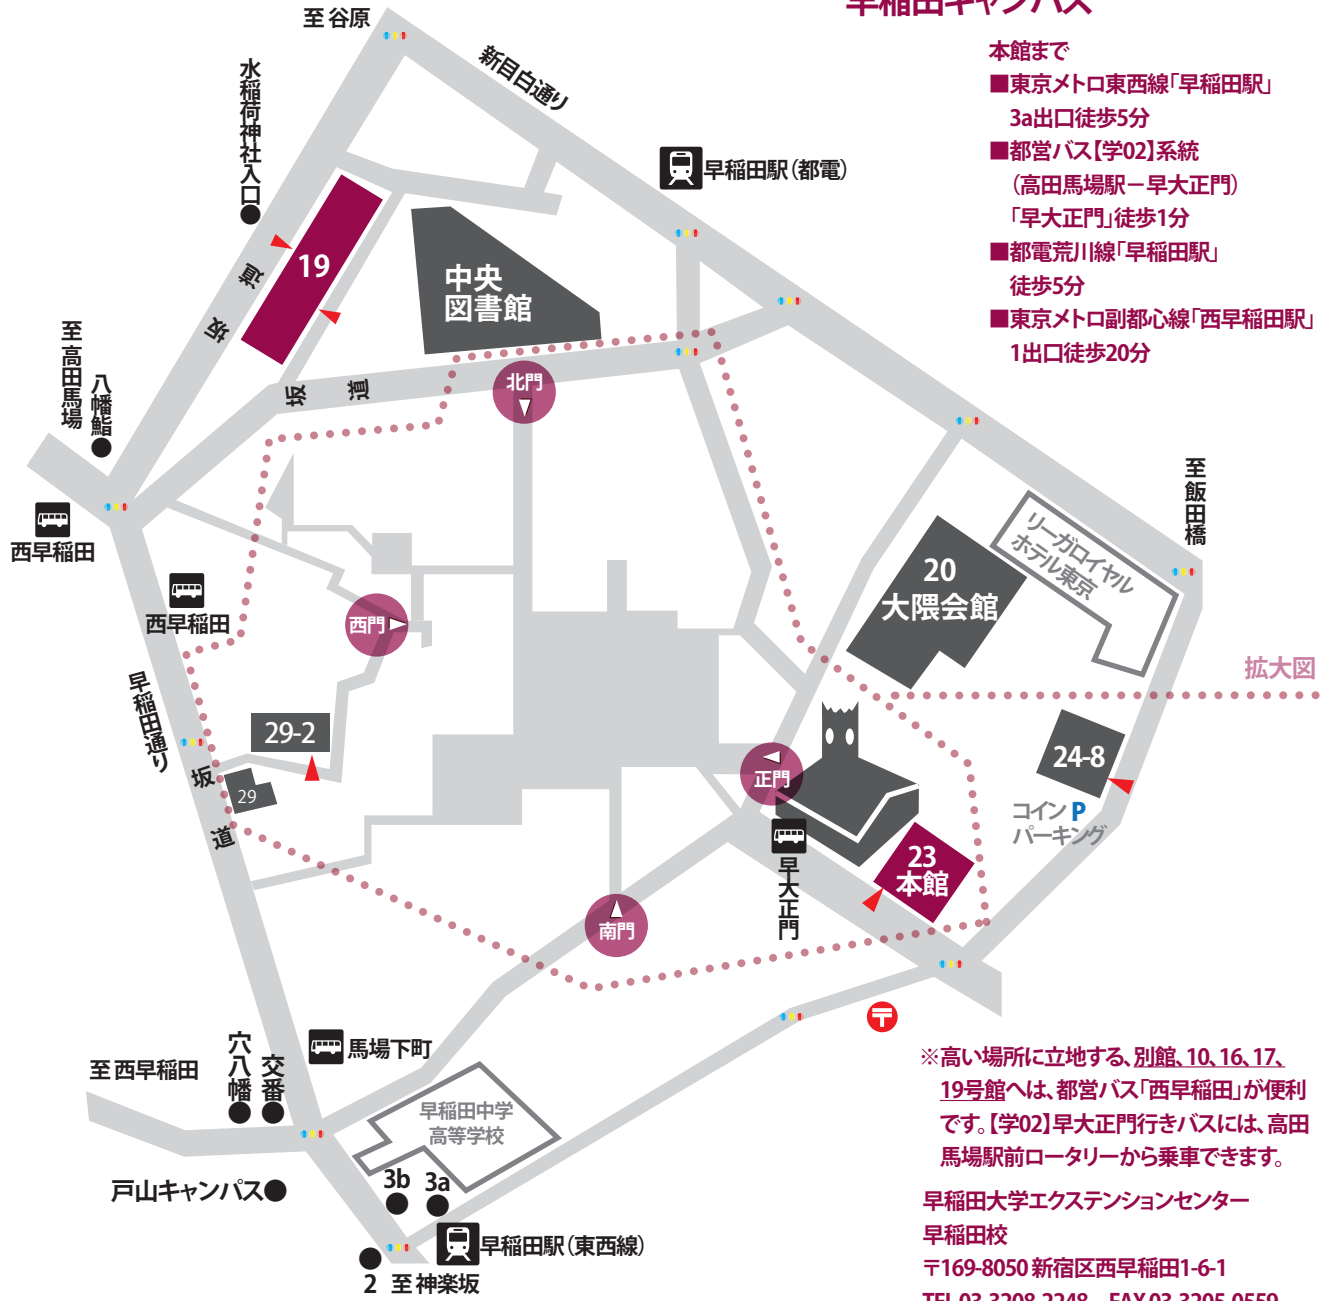 早稲田キャンパス
本館まで
■東京メトロ東西線「早稲田駅」
3a出口徒歩5分
■都営バス【学02】系統
（高田馬場駅－早大正門）
「早大正門」徒歩1分
■都電荒川線「早稲田駅」
徒歩5分
■東京メトロ副都心線「西早稲田駅」
1出口徒歩20分
至谷原
新目白通り
水稲荷神社入口
早稲田駅（都電）
19
坂道
中央
図書館
至高田馬場
八幡鮨
坂道
北門
至飯田橋
西早稲田
リーガロイヤル
ホテル東京
20
大隈会館
西早稲田
西門
拡大図
早稲田通り
29-2
坂道
29
正門
24-8
コイン P
パーキング
早大正門
23
本館
南門
〒
馬場下町
穴八幡
交番
至西早稲田
早稲田中学
高等学校
戸山キャンパス
3b
3a
早稲田駅（東西線）
2
至神楽坂
※高い場所に立地する、別館、10、16、17、
19号館へは、都営バス「西早稲田」が便利
です。【学02】早大正門行きバスには、高田
馬場駅前ロータリーから乗車できます。
早稲田大学エクステンションセンター
早稲田校
〒169-8050 新宿区西早稲田1-6-1
TEL 03-3208-2248 FAX 03-3205-0559